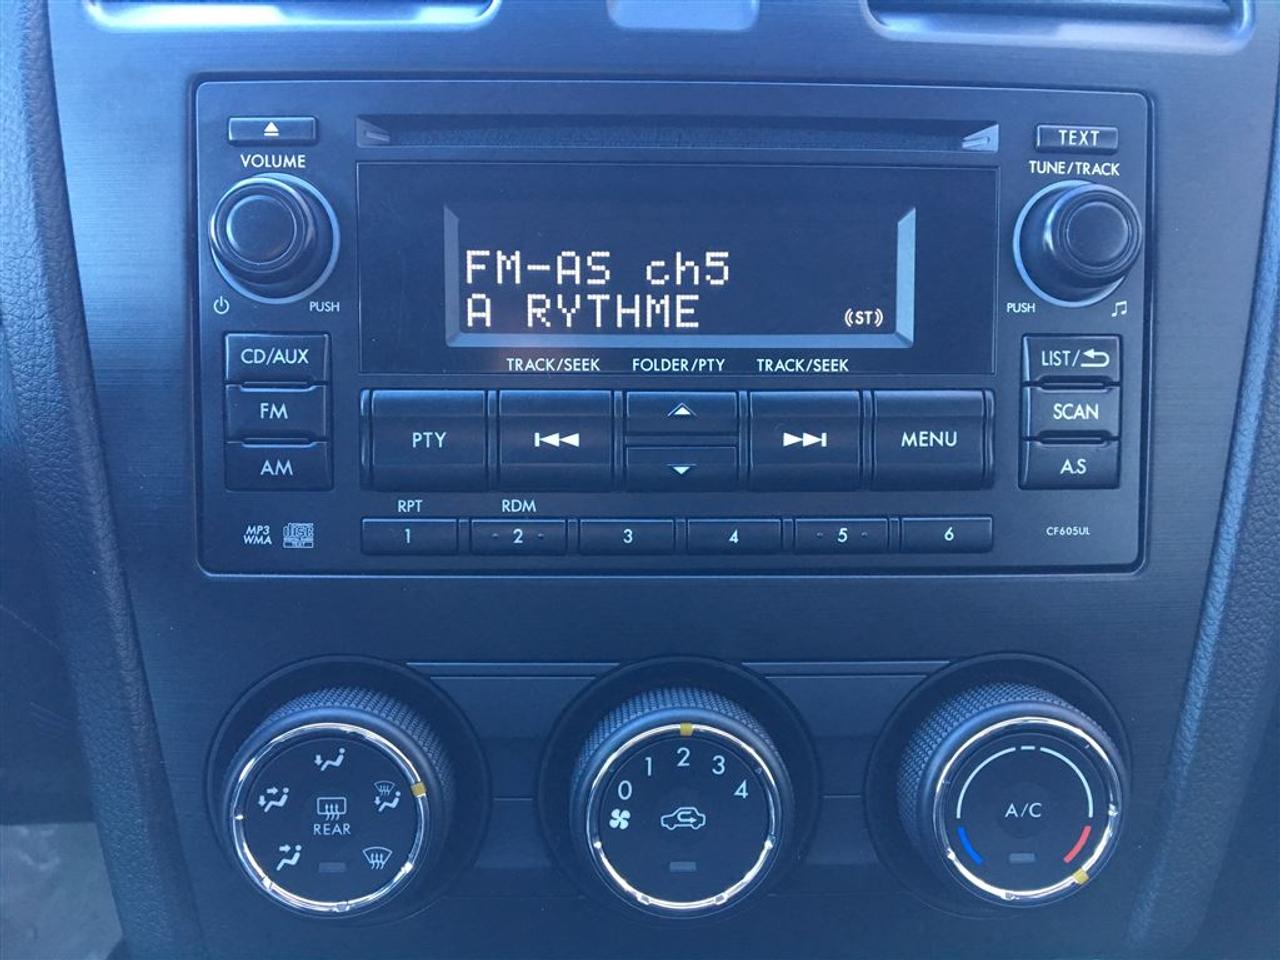 TEXT
VOLUME
TUNE/TRACK
FM-AS ch5
A RYTHME ((ST))
PUSH
PUSH
TRACK/SEEK FOLDER/PTY TRACK/SEEK
CD/AUX
LIST/
FM
SCAN
PTY
MENU
AM
A.S
RPT RDM
MP3
WMA
disc
1 2 3 4 5 6
CF605UL
0 1 2 3 4
REAR
A/C